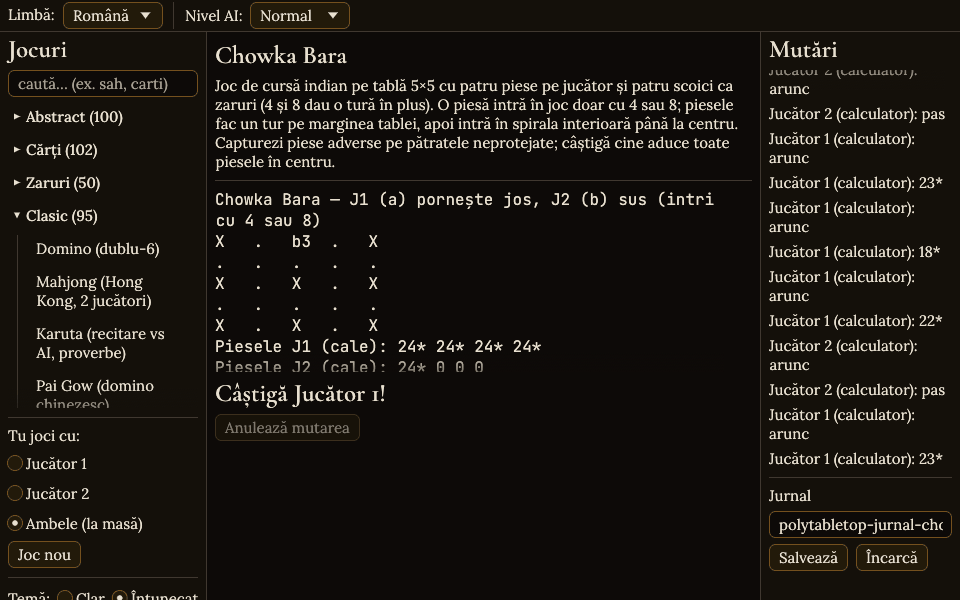 Limbă: Română ▼ Nivel AI: Normal ▼
Jocuri
caută... (ex. sah, carti)
▸ Abstract (100)
▸ Cărți (102)
▸ Zaruri (50)
▾ Clasic (95)
Domino (dublu-6)
Mahjong (Hong
Kong, 2 jucători)
Karuta (recitare vs
AI, proverbe)
Pai Gow (domino
chinezesc)
Tu joci cu:
Jucător 1
Jucător 2
Ambele (la masă)
Joc nou
Temă: Clar Întunecat
Chowka Bara
Joc de cursă indian pe tablă 5×5 cu patru piese pe jucător și patru scoici ca
zaruri (4 și 8 dau o tură în plus). O piesă intră în joc doar cu 4 sau 8; piesele
fac un tur pe marginea tablei, apoi intră în spirala interioară până la centru.
Capturezi piese adverse pe pătratele neprotejate; câștigă cine aduce toate
piesele în centru.
Chowka Bara — J1 (a) pornește jos, J2 (b) sus (intri
cu 4 sau 8)
X . b3 . X
. . . . .
X . X . X
. . . . .
X . X . X
Piesele J1 (cale): 24* 24* 24* 24*
Piesele J2 (cale): 24* 0 0 0
Câștigă Jucător 1!
Anulează mutarea
Mutări
Jucător 2 (calculator):
arunc
Jucător 2 (calculator): pas
Jucător 1 (calculator):
arunc
Jucător 1 (calculator): 23*
Jucător 1 (calculator):
arunc
Jucător 1 (calculator): 18*
Jucător 1 (calculator):
arunc
Jucător 1 (calculator): 22*
Jucător 2 (calculator):
arunc
Jucător 2 (calculator): pas
Jucător 1 (calculator):
arunc
Jucător 1 (calculator): 23*
Jurnal
polytabletop-jurnal-cho
Salvează Încarcă